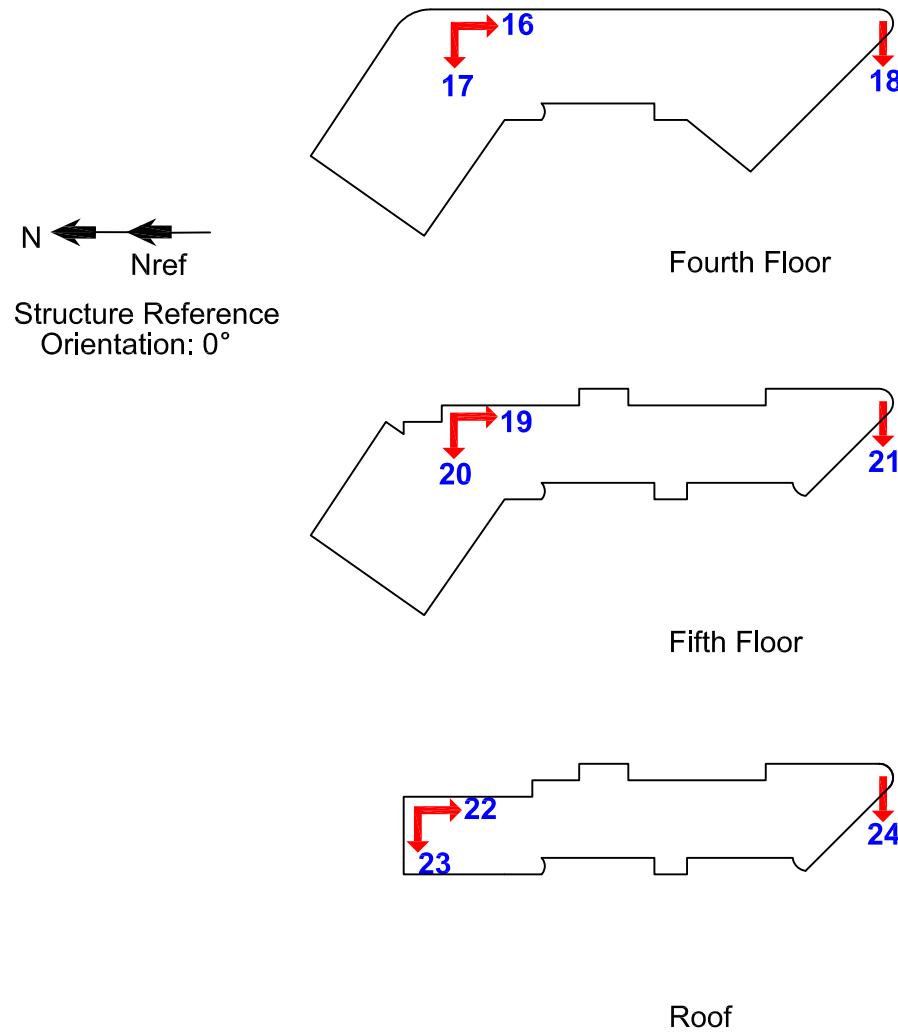 16
17
18
N
Nref
Fourth Floor
Structure Reference
Orientation: 0°
19
20
21
Fifth Floor
22
23
24
Roof